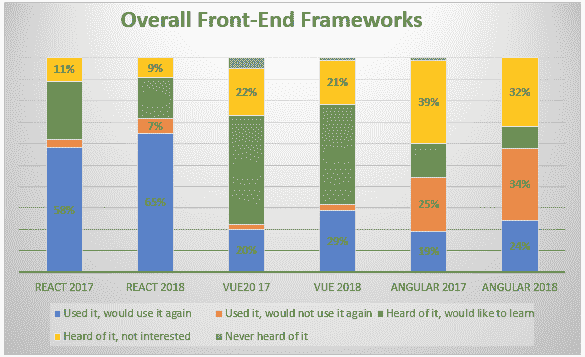 Overall Front-End Frameworks
11%
9%
22%
21%
39%
32%
7%
25%
34%
65%
20%
REACT 2017
REACT 2018
VUE20 17
VUE 2018
ANGULAR 2017
ANGULAR 2018
Used it, would use it again
Used it, would not use it again
Heard of it, would like to learn
Heard of it, not interested
Never heard of it